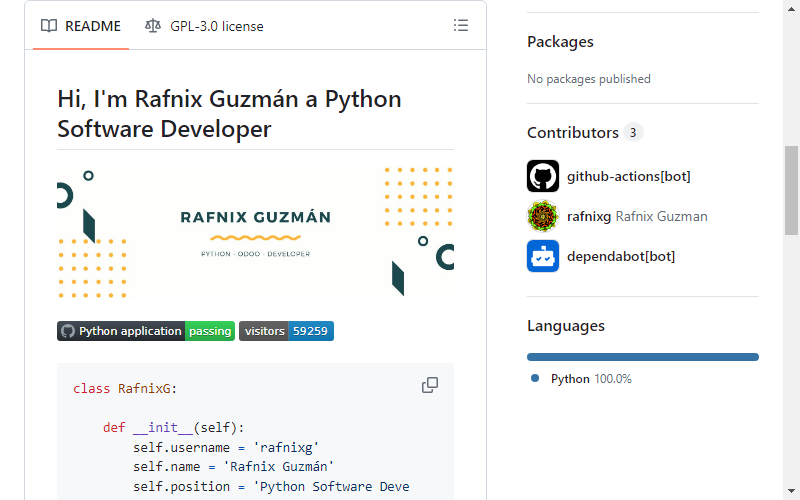 README
GPL-3.0 license
Hi, I'm Rafnix Guzmán a Python
Software Developer
RAFNIX GUZMÁN
PYTHON · ODOO · DEVELOPER
Python application passing
visitors 59259
class RafnixG:
def __init__(self):
self.username = 'rafnixg'
self.name = 'Rafnix Guzmán'
self.position = 'Python Software Deve
Packages
No packages published
Contributors 3
github-actions[bot]
rafnixg Rafnix Guzman
dependabot[bot]
Languages
Python 100.0%